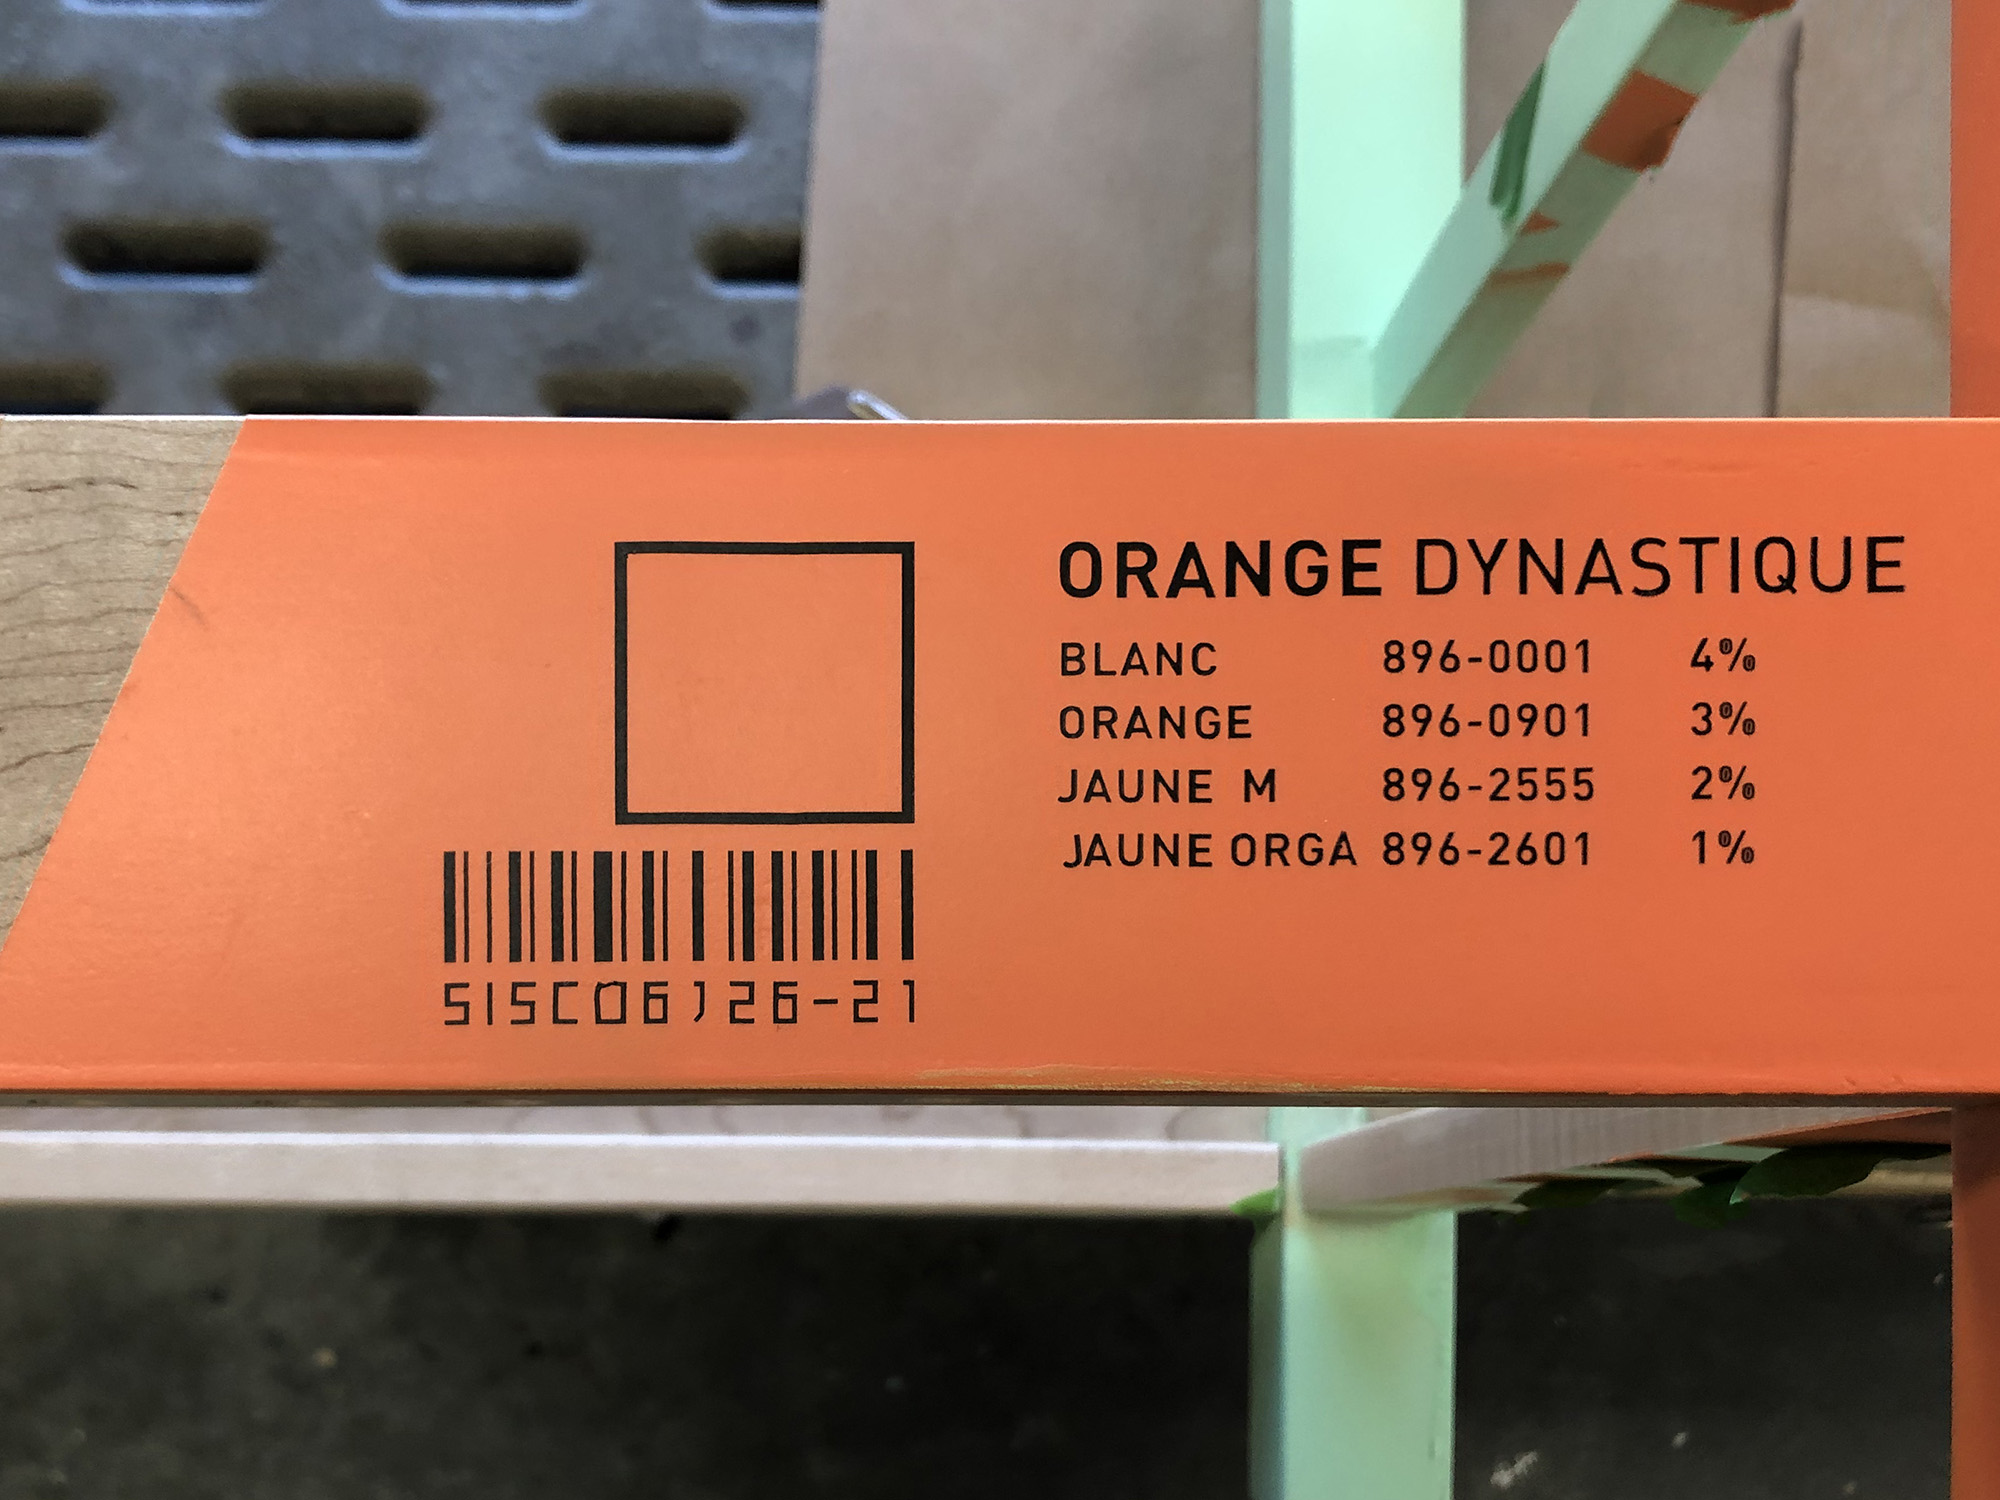 ORANGE DYNASTIQUE
BLANC 896-0001 4%
ORANGE 896-0901 3%
JAUNE M 896-2555 2%
JAUNE ORGA 896-2601 1%
SISC06126-21